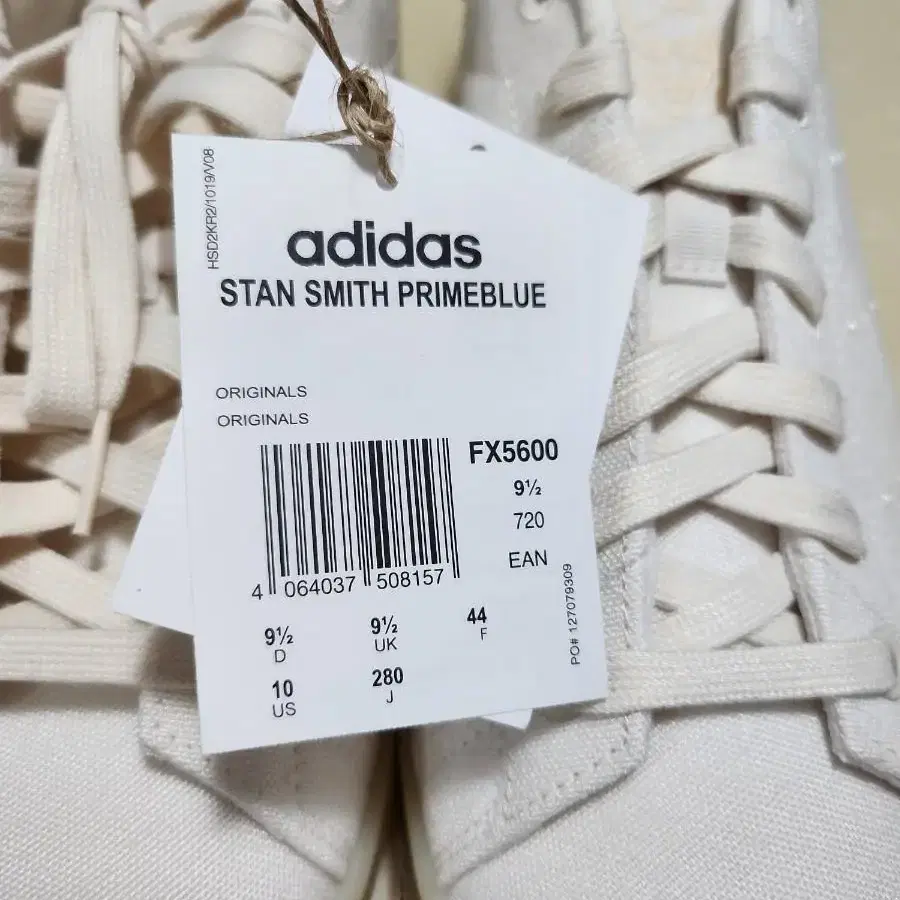 HSD2KR2/1019/V08
adidas
STAN SMITH PRIMEBLUE
ORIGINALS
ORIGINALS
FX5600
9½
720
EAN
4 064037 508157
PO# 127079309
9½ 9½ 44
D UK F
10 280
US J